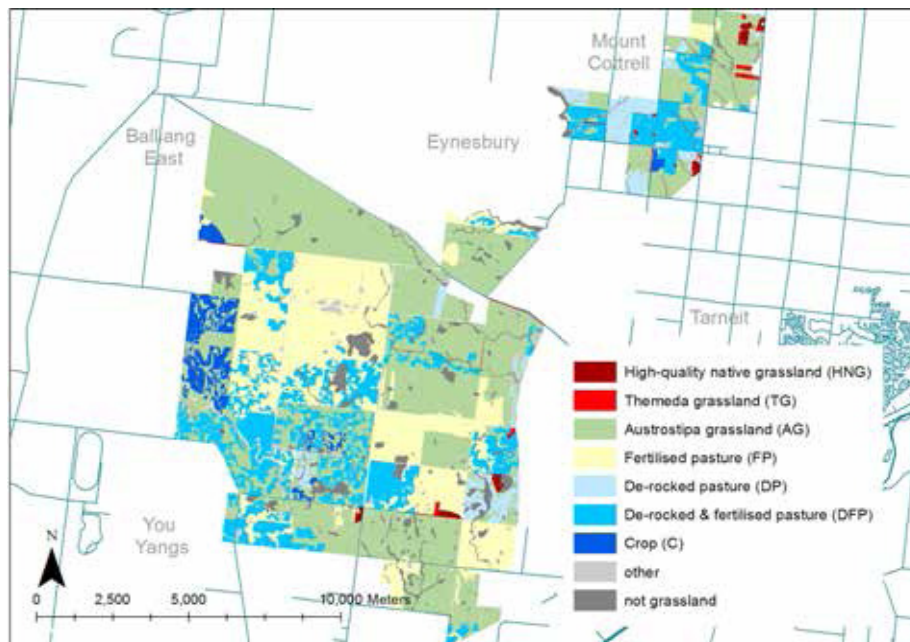 Mount
Cottrell
Balliang
East
Eynesbury
Tarneit
High-quality native grassland (HNG)
Themeda grassland (TG)
Austrostipa grassland (AG)
Fertilised pasture (FP)
De-rocked pasture (DP)
De-rocked & fertilised pasture (DFP)
Crop (C)
other
not grassland
You
Yangs
N
0 2,500 5,000 10,000 Meters